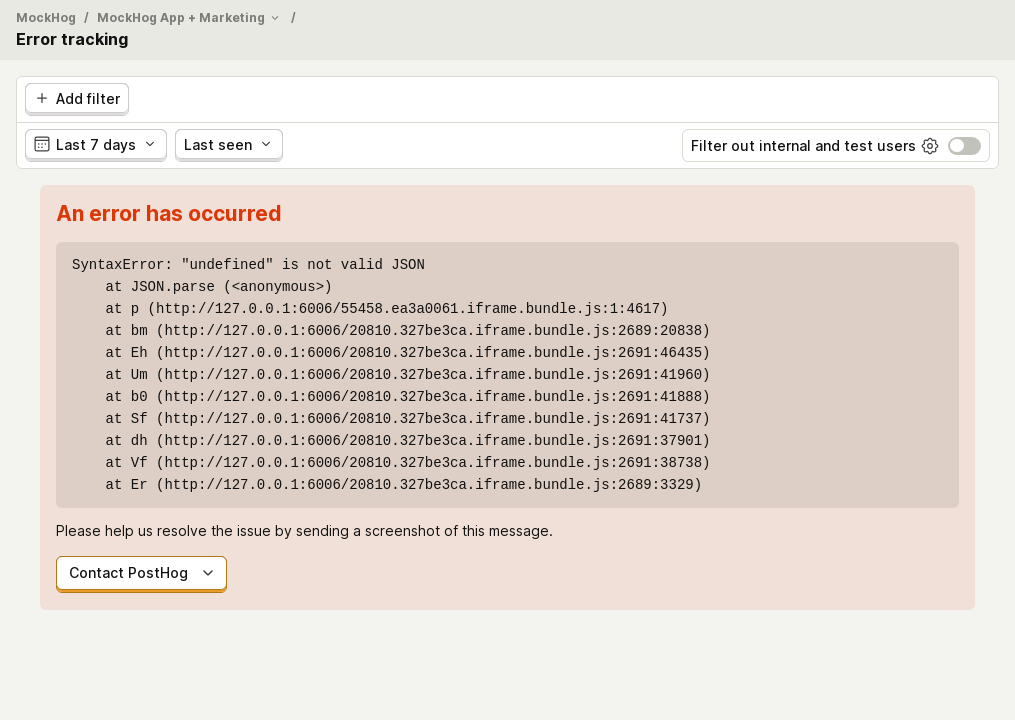 MockHog / MockHog App + Marketing /
Error tracking
Add filter
Last 7 days Last seen Filter out internal and test users
An error has occurred
SyntaxError: "undefined" is not valid JSON
    at JSON.parse (<anonymous>)
    at p (http://127.0.0.1:6006/55458.ea3a0061.iframe.bundle.js:1:4617)
    at bm (http://127.0.0.1:6006/20810.327be3ca.iframe.bundle.js:2689:20838)
    at Eh (http://127.0.0.1:6006/20810.327be3ca.iframe.bundle.js:2691:46435)
    at Um (http://127.0.0.1:6006/20810.327be3ca.iframe.bundle.js:2691:41960)
    at b0 (http://127.0.0.1:6006/20810.327be3ca.iframe.bundle.js:2691:41888)
    at Sf (http://127.0.0.1:6006/20810.327be3ca.iframe.bundle.js:2691:41737)
    at dh (http://127.0.0.1:6006/20810.327be3ca.iframe.bundle.js:2691:37901)
    at Vf (http://127.0.0.1:6006/20810.327be3ca.iframe.bundle.js:2691:38738)
    at Er (http://127.0.0.1:6006/20810.327be3ca.iframe.bundle.js:2689:3329)
Please help us resolve the issue by sending a screenshot of this message.
Contact PostHog